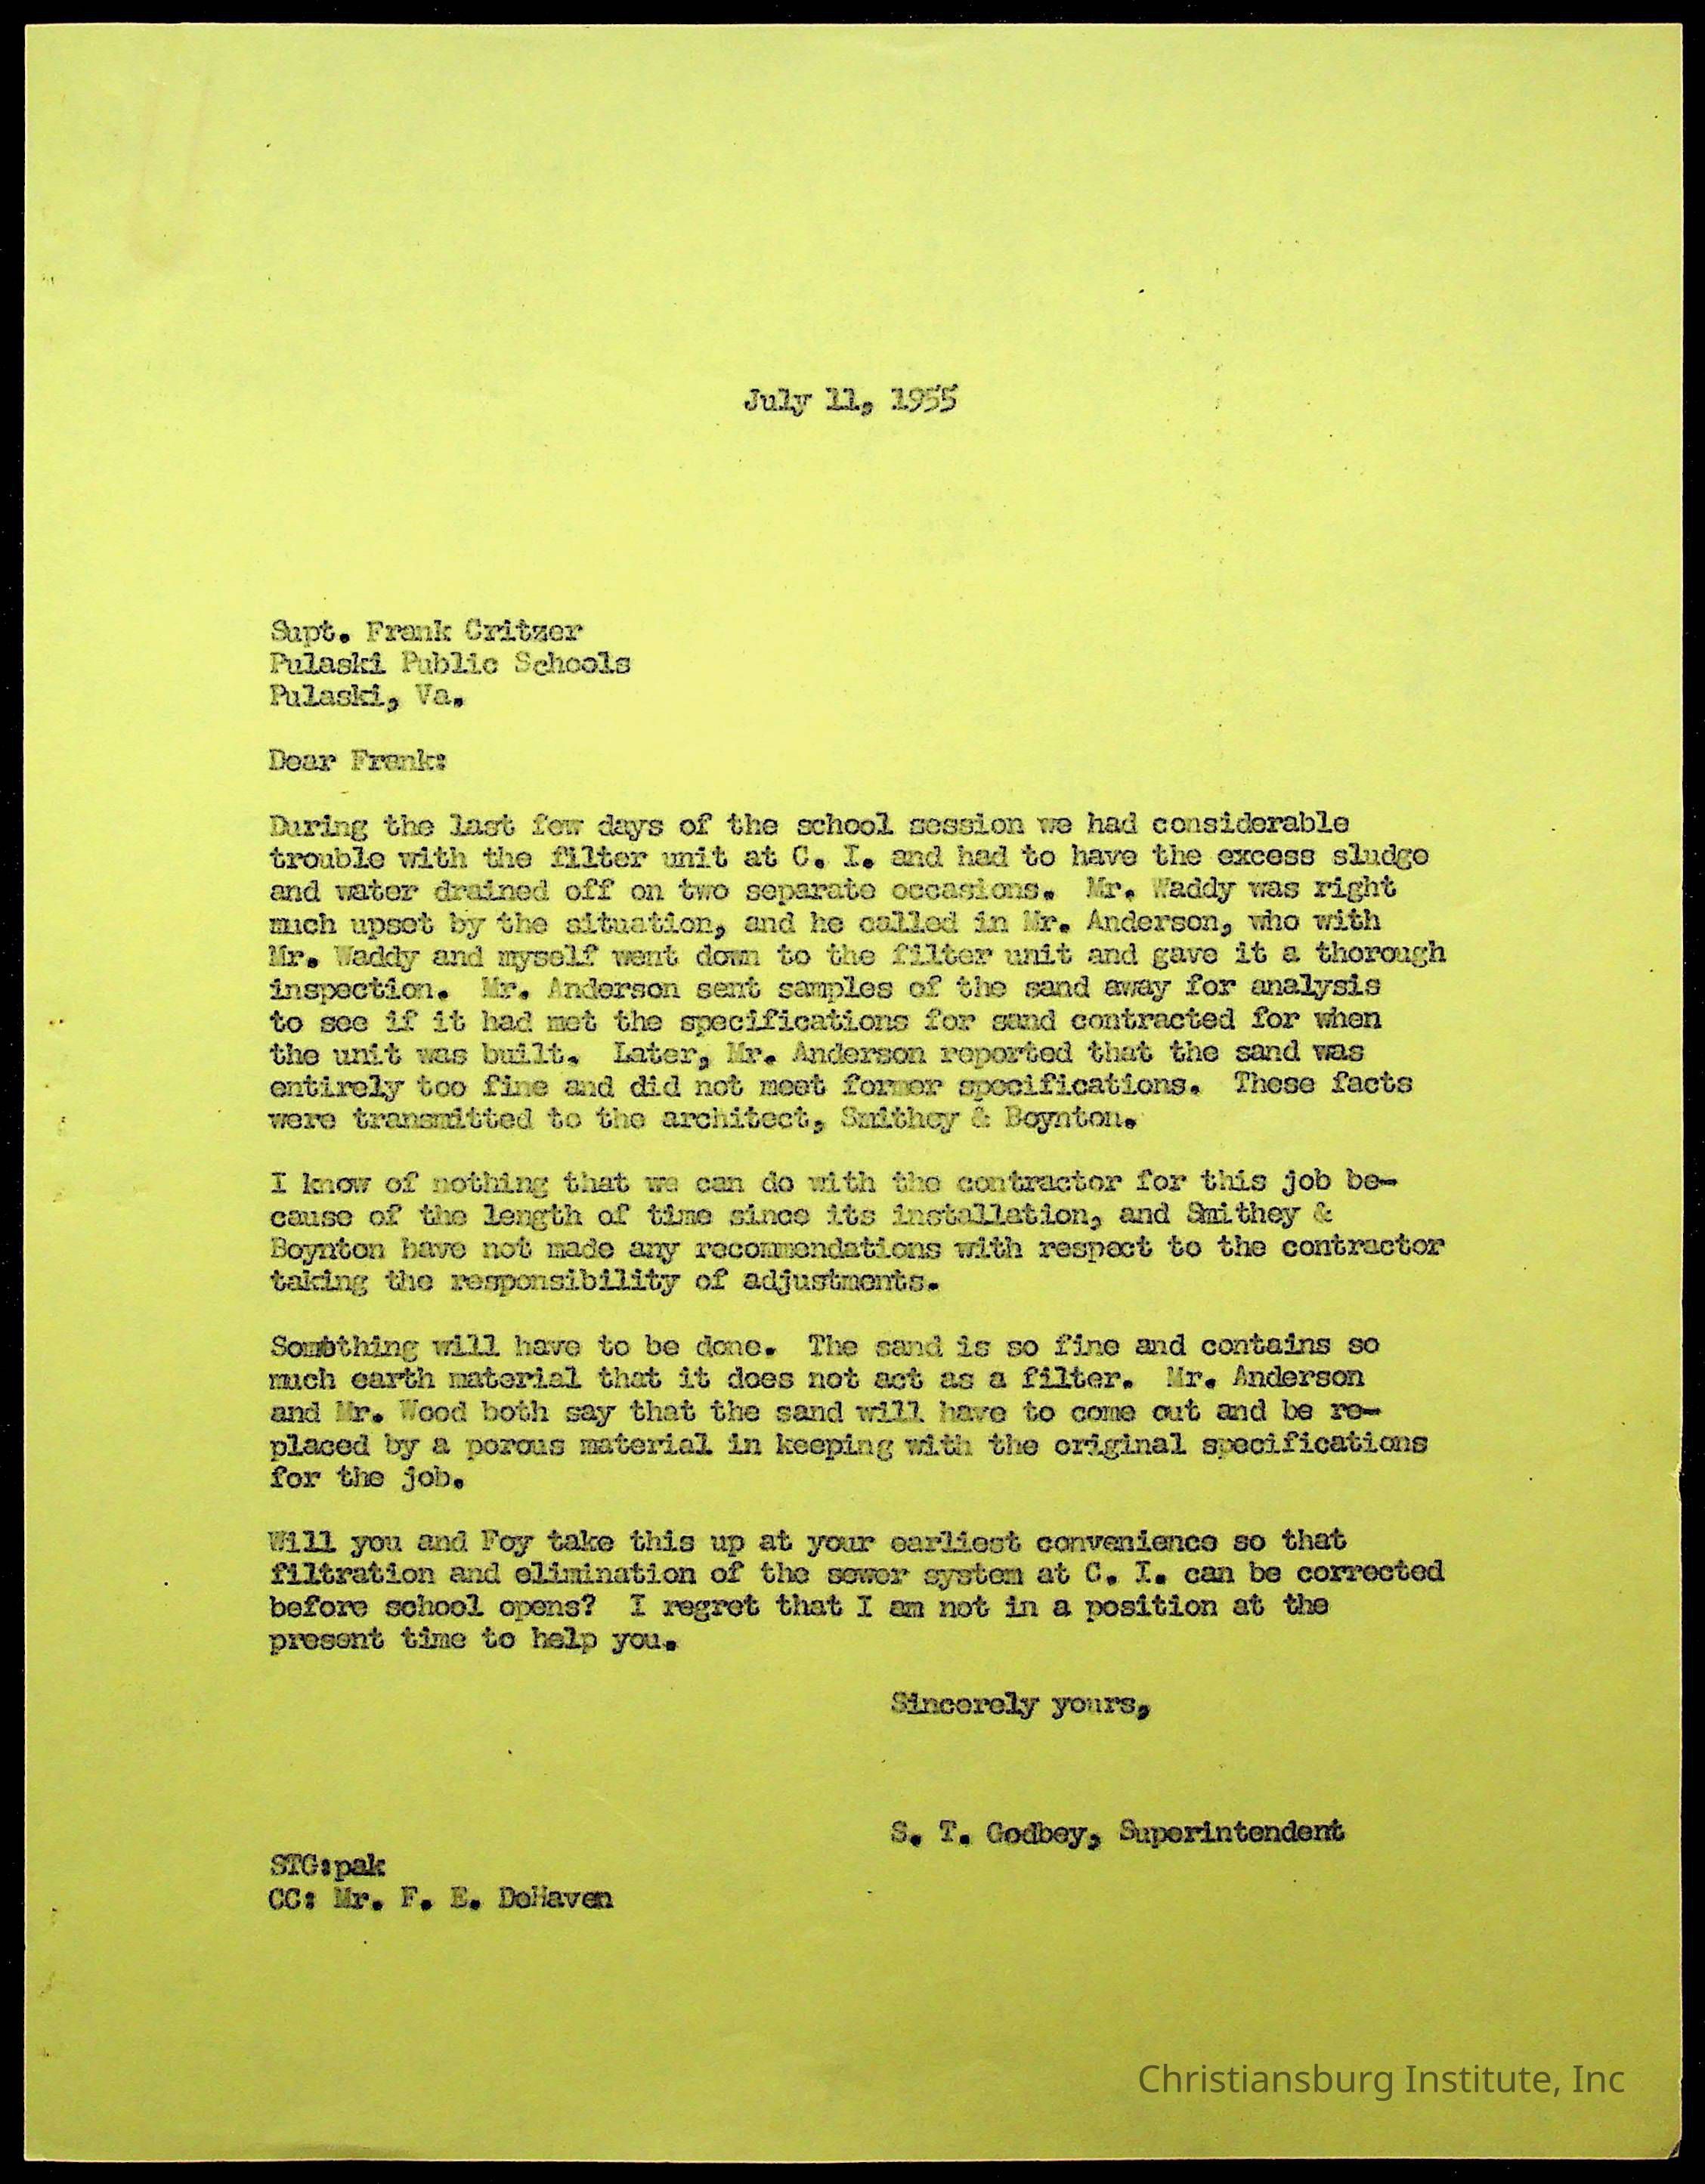 July 11, 1955
Supt. Frank Critzer
Pulaski Public Schools
Pulaski, Va.
Dear Frank:
During the last few days of the school session we had considerable
trouble with the filter unit at C. I. and had to have the excess sludge
and water drained off on two separate occasions. Mr. Waddy was right
much upset by the situation, and he called in Mr. Anderson, who with
Mr. Waddy and myself went down to the filter unit and gave it a thorough
inspection. Mr. Anderson sent samples of the sand away for analysis
to see if it had met the specifications for sand contracted for when
the unit was built. Later, Mr. Anderson reported that the sand was
entirely too fine and did not meet former specifications. These facts
were transmitted to the architect, Smithey & Boynton.
I know of nothing that we can do with the contractor for this job be-
cause of the length of time since its installation, and Smithey &
Boynton have not made any recommendations with respect to the contractor
taking the responsibility of adjustments.
Something will have to be done. The sand is so fine and contains so
much earth material that it does not act as a filter. Mr. Anderson
and Mr. Wood both say that the sand will have to come out and be re-
placed by a porous material in keeping with the original specifications
for the job.
Will you and Foy take this up at your earliest convenience so that
filtration and elimination of the sewer system at C. I. can be corrected
before school opens? I regret that I am not in a position at the
present time to help you.
Sincerely yours,
S. T. Godbey, Superintendent
STG:pak
CC: Mr. F. E. DeHaven
Christiansburg Institute, Inc